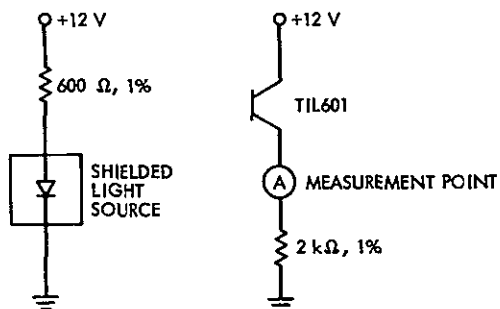 +12 V
600 Ω, 1%
SHIELDED
LIGHT
SOURCE
+12 V
TIL601
A MEASUREMENT POINT
2 kΩ, 1%